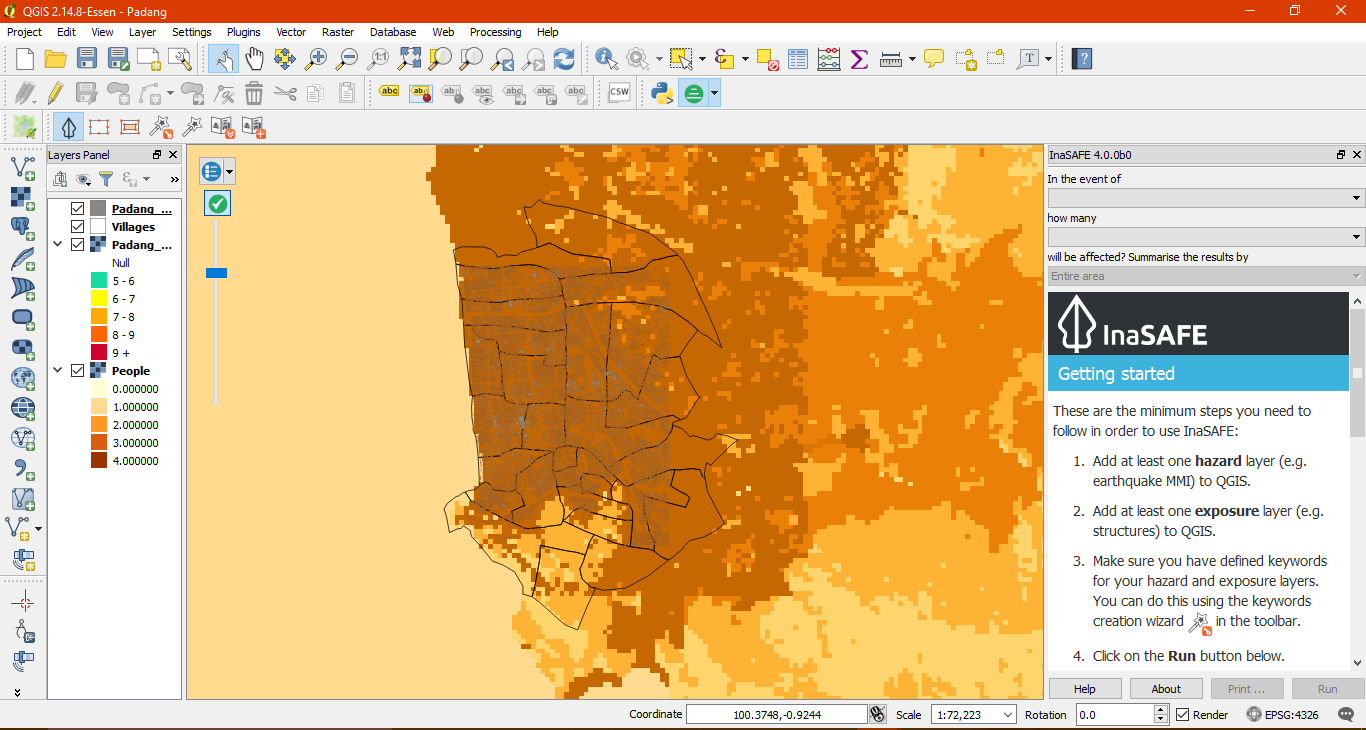 QGIS 2.14.8-Essen - Padang
Project Edit View Layer Settings Plugins Vector Raster Database Web Processing Help
1:1
T
abc
CSW
Layers Panel
»
Padang_...
Villages
Padang_...
Null
5 - 6
6 - 7
7 - 8
8 - 9
9 +
People
0.000000
1.000000
2.000000
3.000000
4.000000
InaSAFE 4.0.0b0
In the event of
how many
will be affected? Summarise the results by
Entire area
InaSAFE
Getting started
These are the minimum steps you need to
follow in order to use InaSAFE:
1. Add at least one hazard layer (e.g.
earthquake MMI) to QGIS.
2. Add at least one exposure layer (e.g.
structures) to QGIS.
3. Make sure you have defined keywords
for your hazard and exposure layers.
You can do this using the keywords
creation wizard in the toolbar.
4. Click on the Run button below.
Help About Print ... Run
Coordinate 100.3748,-0.9244 Scale 1:72,223 Rotation 0.0 Render EPSG:4326